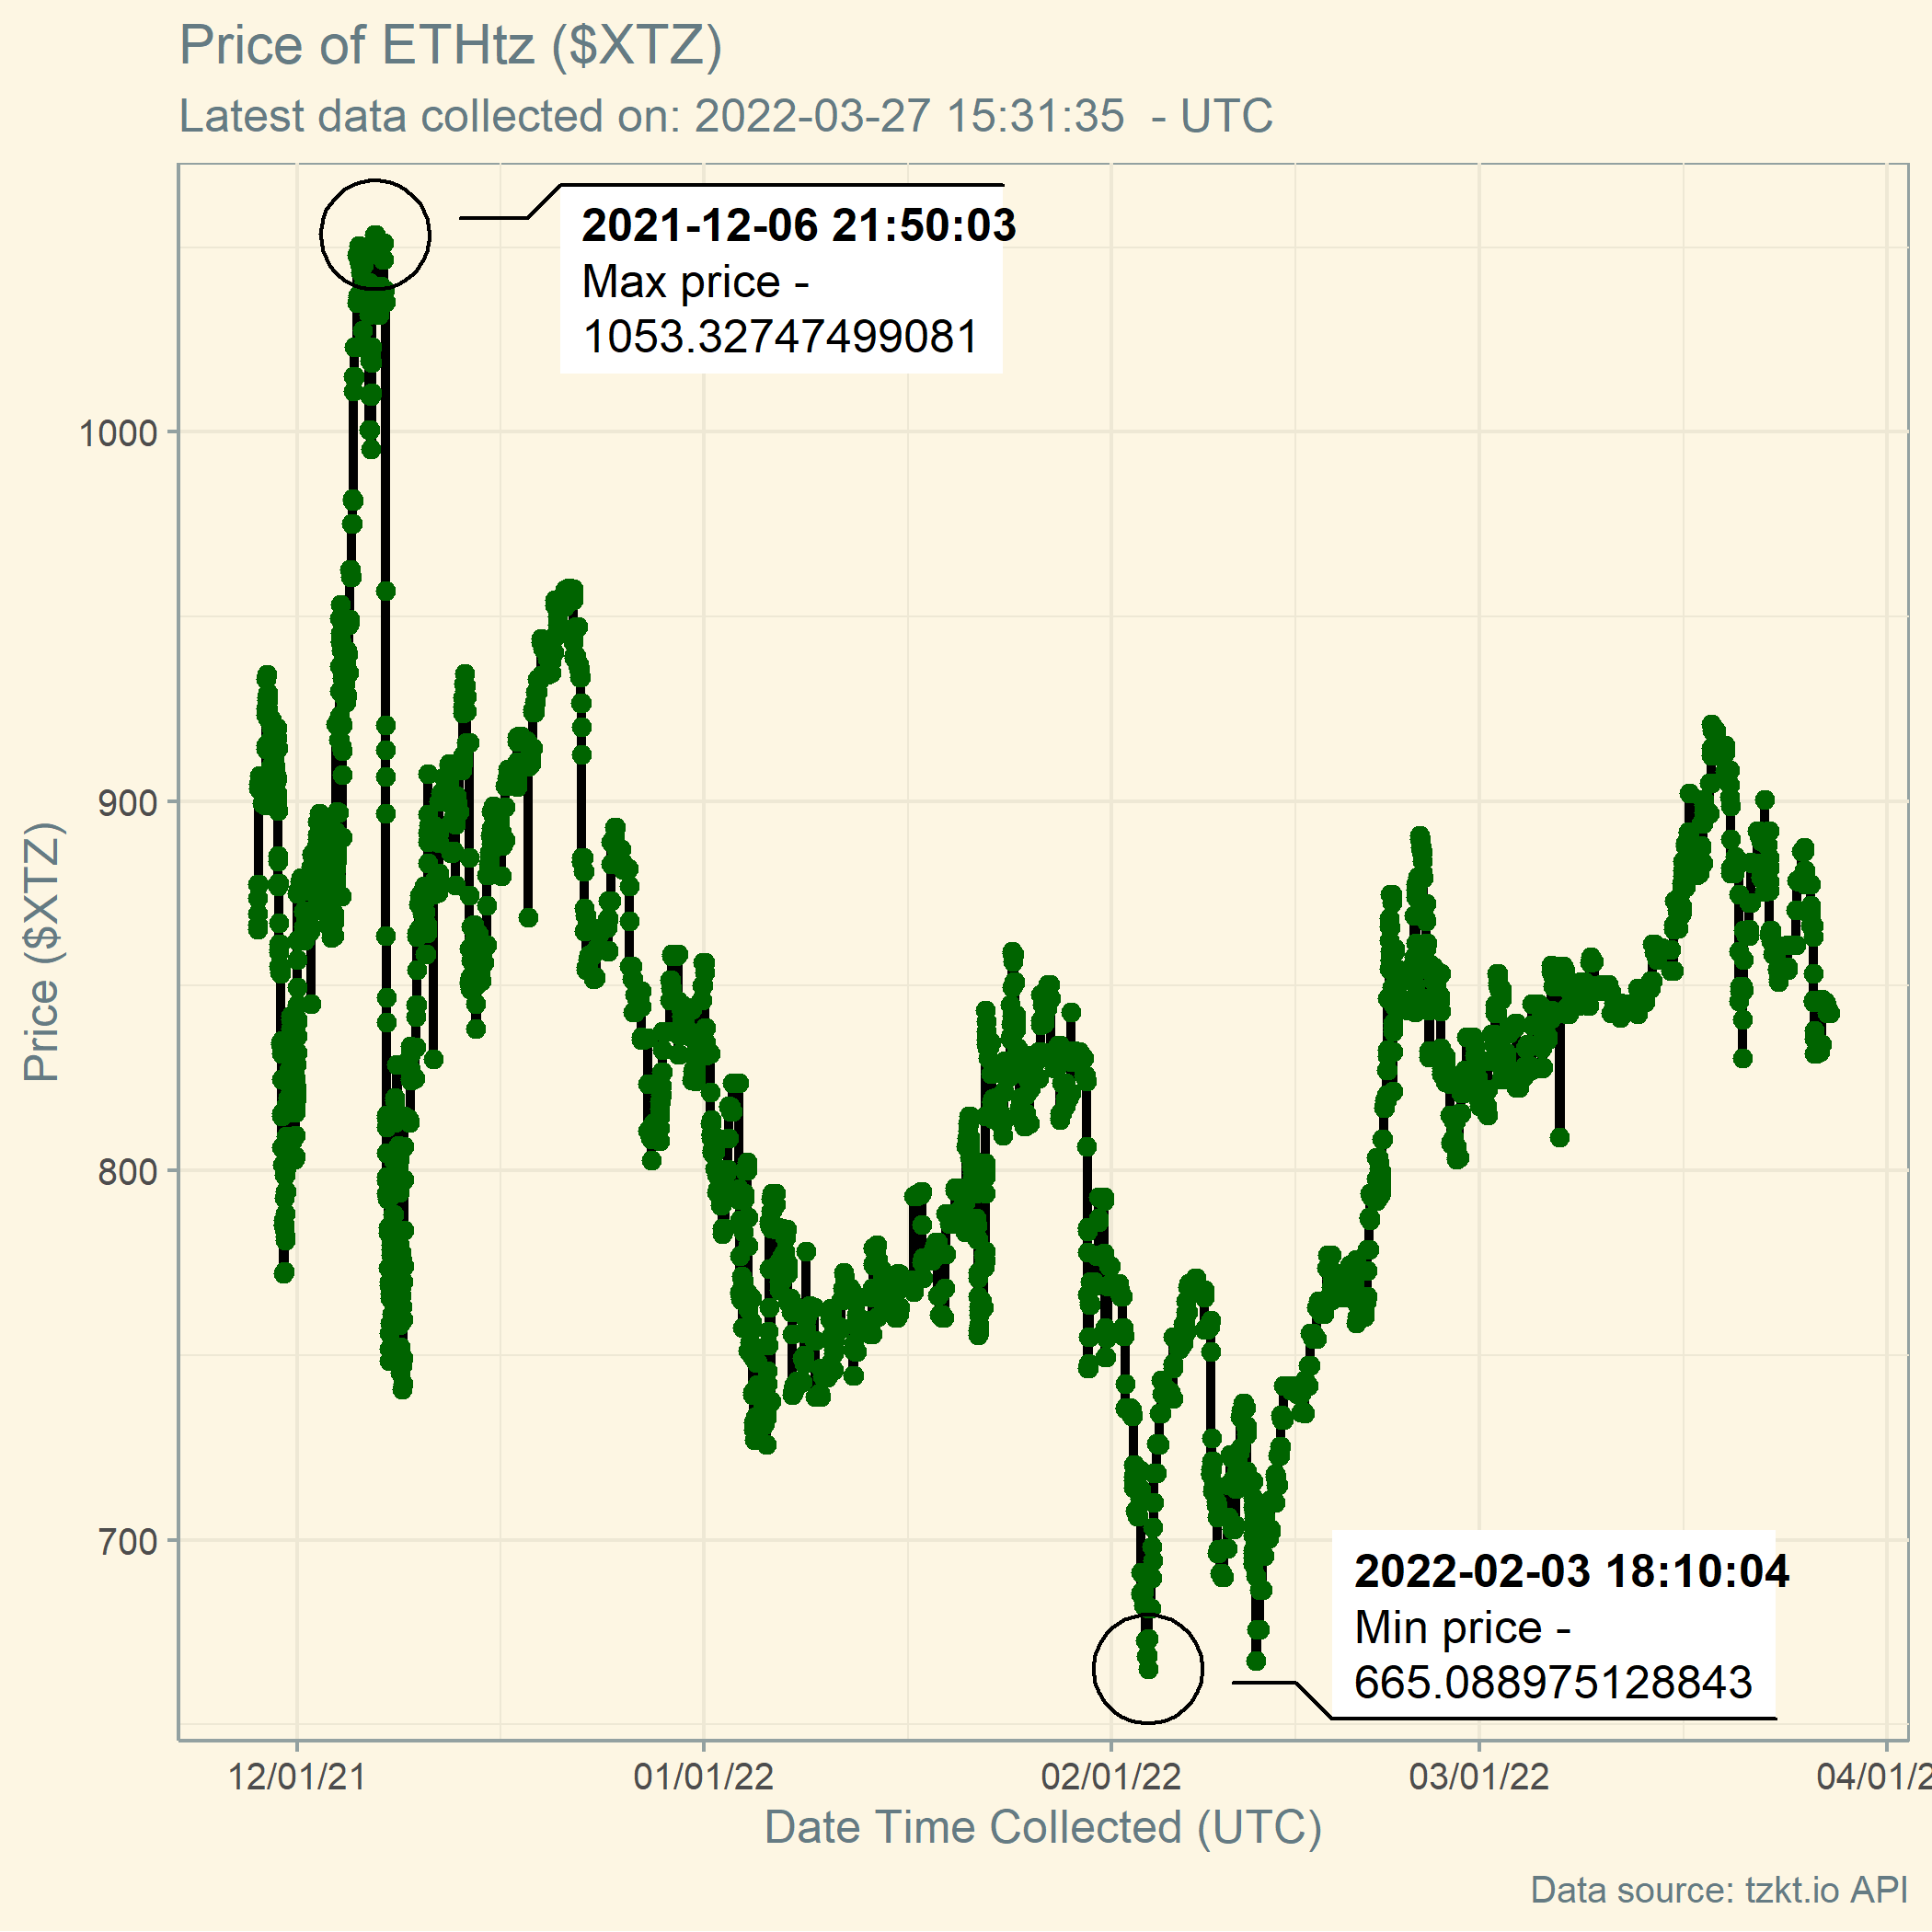 Price of ETHtz ($XTZ)
Latest data collected on: 2022-03-27 15:31:35  - UTC
2021-12-06 21:50:03
Max price -
1053.32747499081
1000
900
800
700
Price ($XTZ)
2022-02-03 18:10:04
Min price -
665.088975128843
12/01/21
01/01/22
02/01/22
03/01/22
04/01/2
Date Time Collected (UTC)
Data source: tzkt.io API